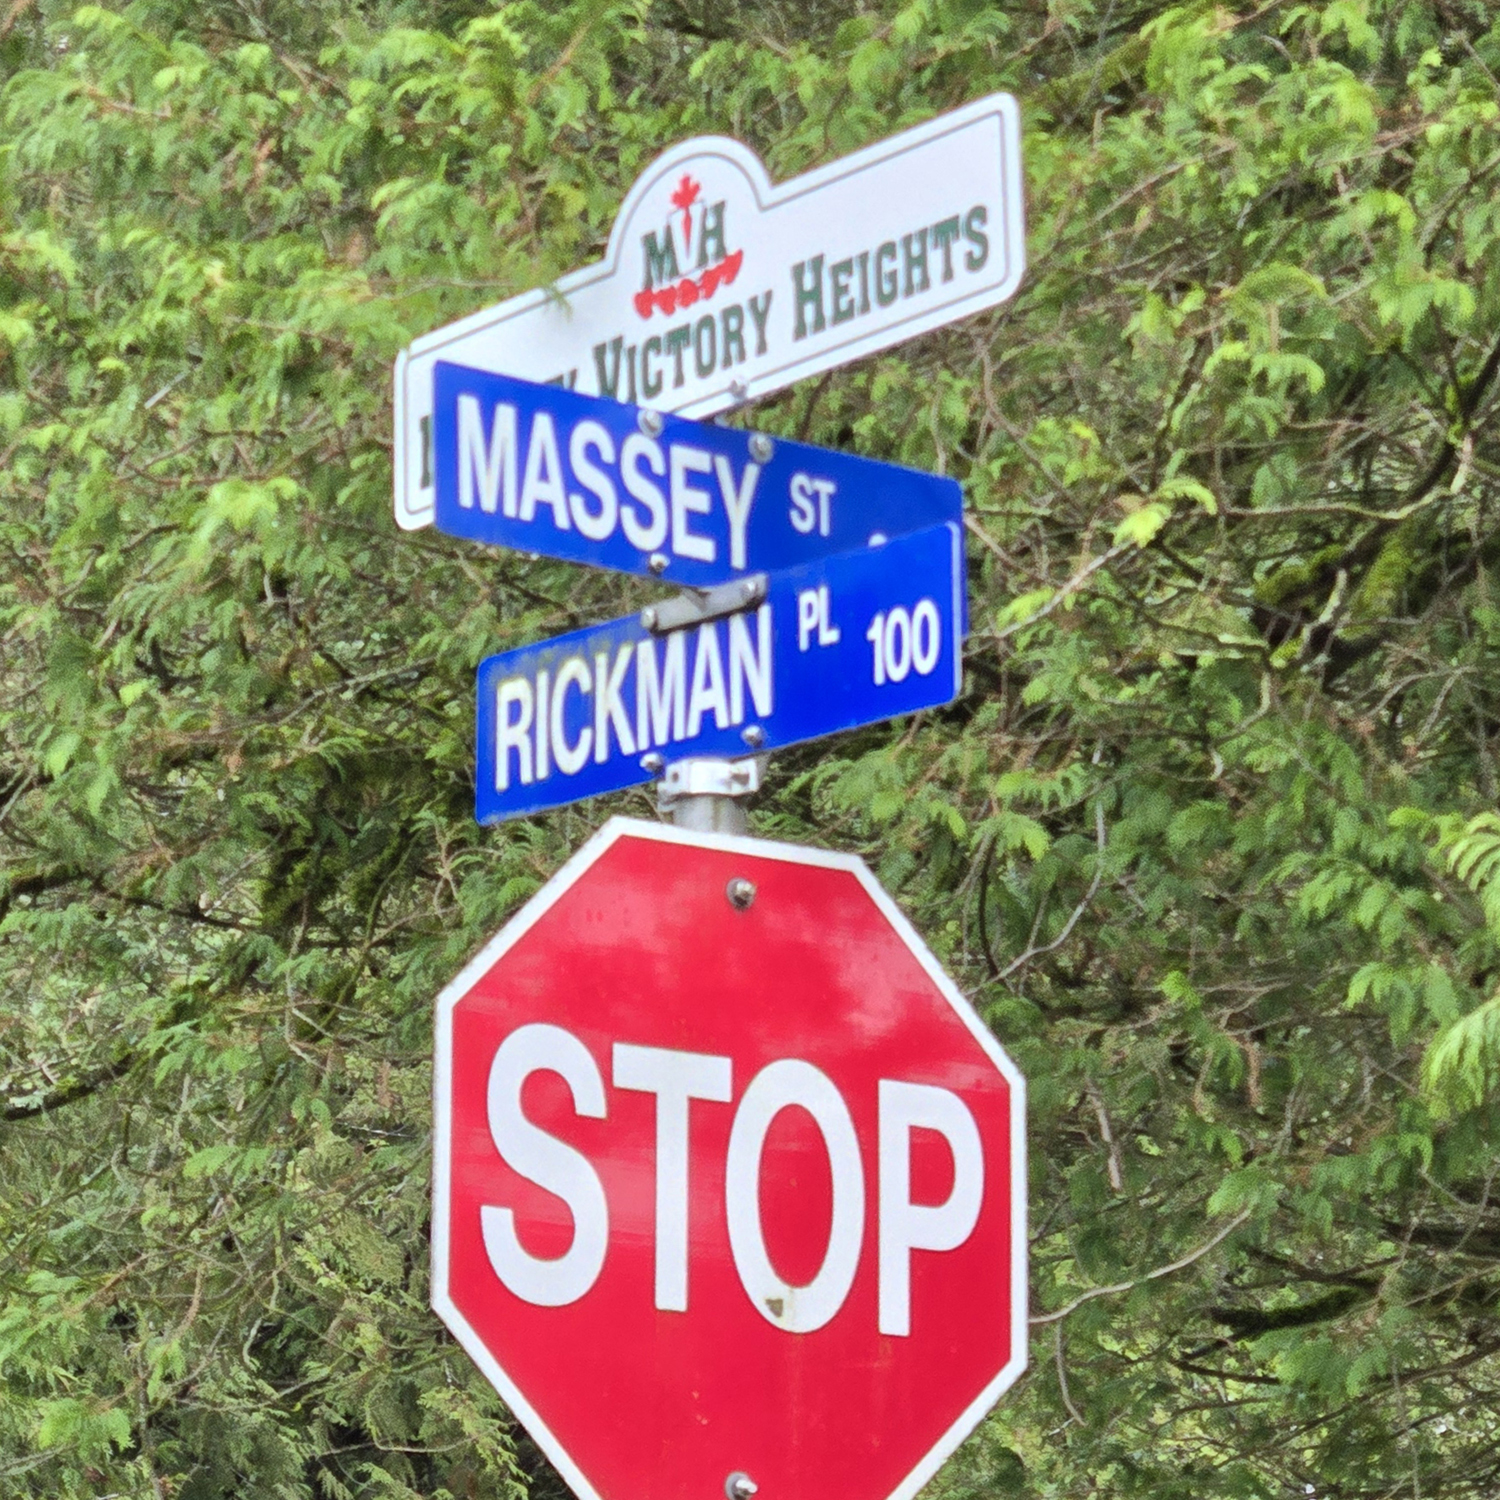 MH
VICTORY HEIGHTS
MASSEY ST
RICKMAN PL 100
STOP